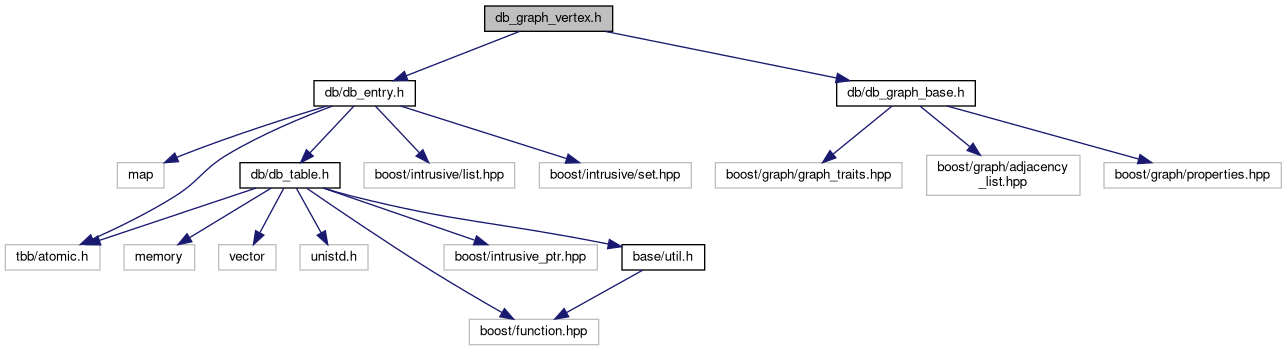 db_graph_vertex.h
db/db_entry.h
db/db_graph_base.h
map
db/db_table.h
boost/intrusive/list.hpp
boost/intrusive/set.hpp
boost/graph/graph_traits.hpp
boost/graph/adjacency
_list.hpp
boost/graph/properties.hpp
tbb/atomic.h
memory
vector
unistd.h
boost/intrusive_ptr.hpp
base/util.h
boost/function.hpp